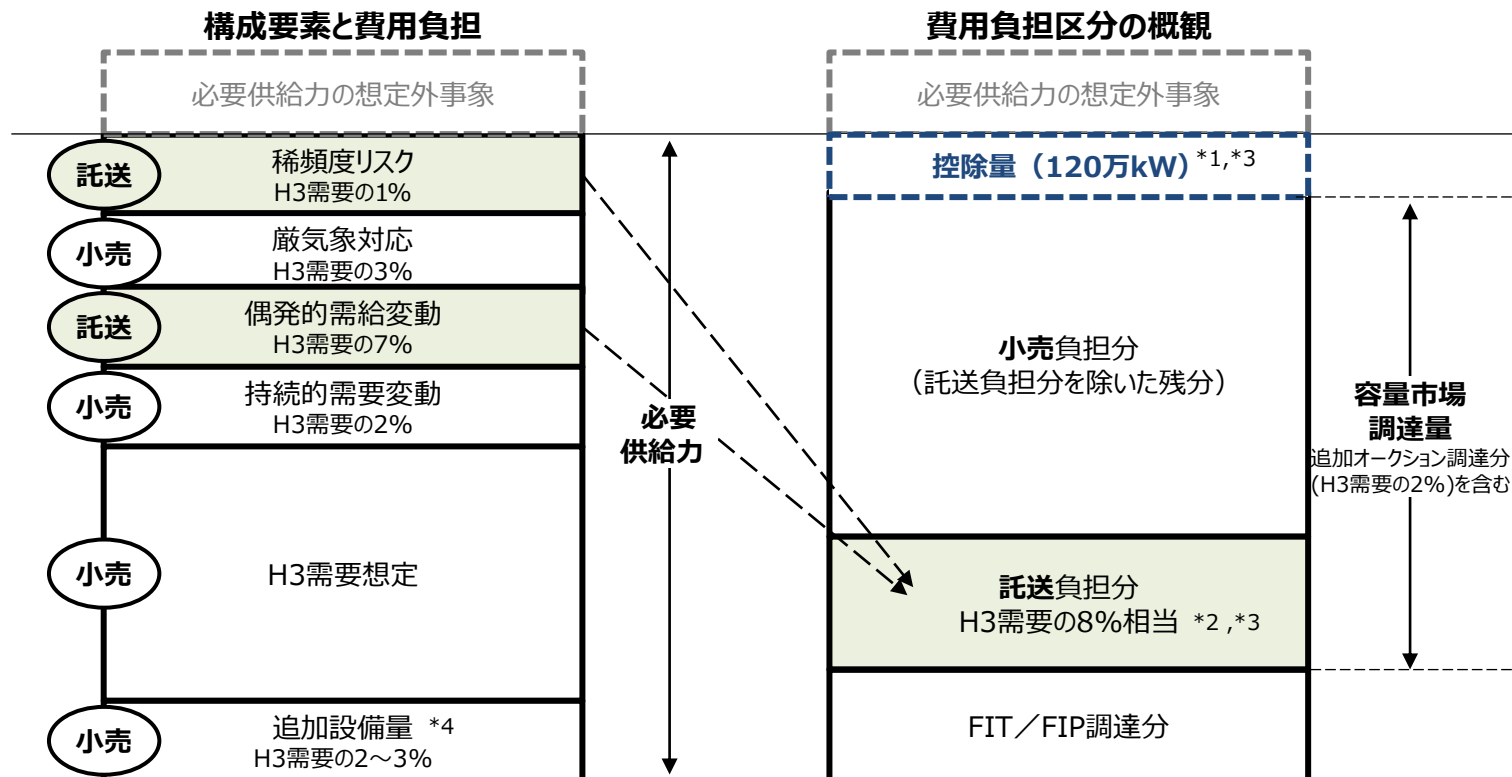 構成要素と費用負担
必要供給力の想定外事象
託送
稀頻度リスク
H3需要の1%
小売
厳気象対応
H3需要の3%
託送
偶発的需給変動
H3需要の7%
小売
持続的需要変動
H3需要の2%
小売
H3需要想定
小売
追加設備量 *4
H3需要の2～3%
必要
供給力
費用負担区分の概観
必要供給力の想定外事象
控除量（120万kW）*1,*3
小売負担分
（託送負担分を除いた残分）
託送負担分
H3需要の8%相当 *2 ,*3
FIT／FIP調達分
容量市場
調達量
追加オークション調達分
(H3需要の2%)を含む